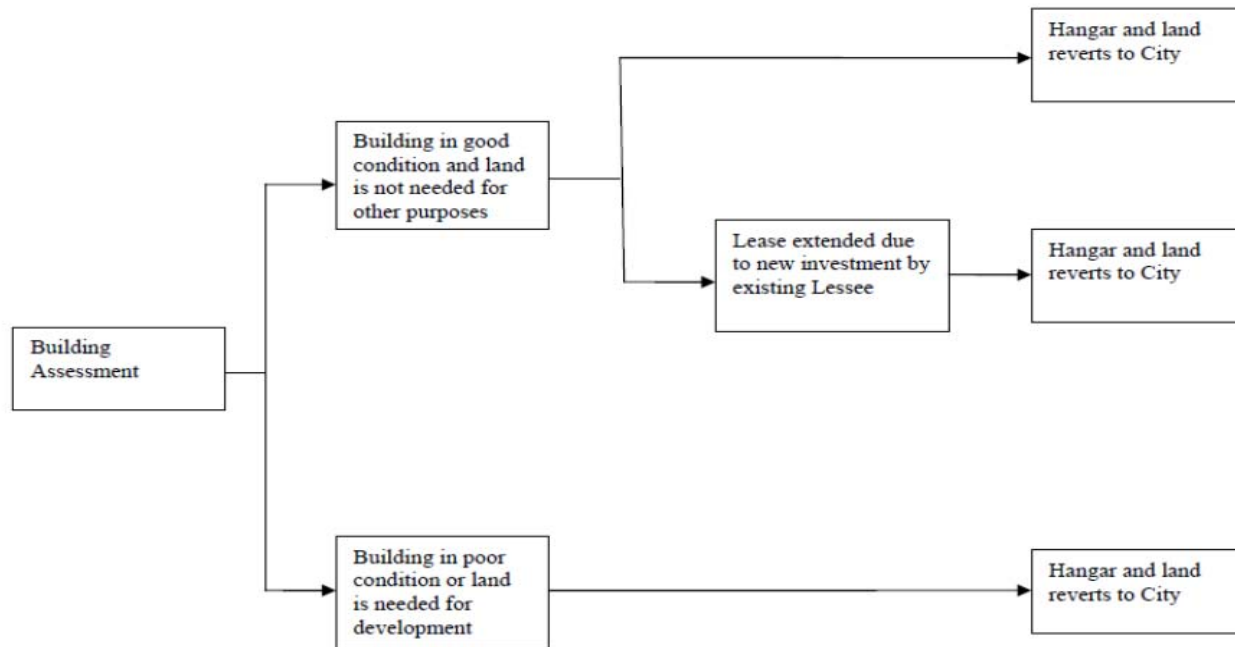 Hangar and land
reverts to City
Building in good
condition and land
is not needed for
other purposes
Lease extended due
to new investment by
existing Lessee
Hangar and land
reverts to City
Building
Assessment
Building in poor
condition or land
is needed for
development
Hangar and land
reverts to City